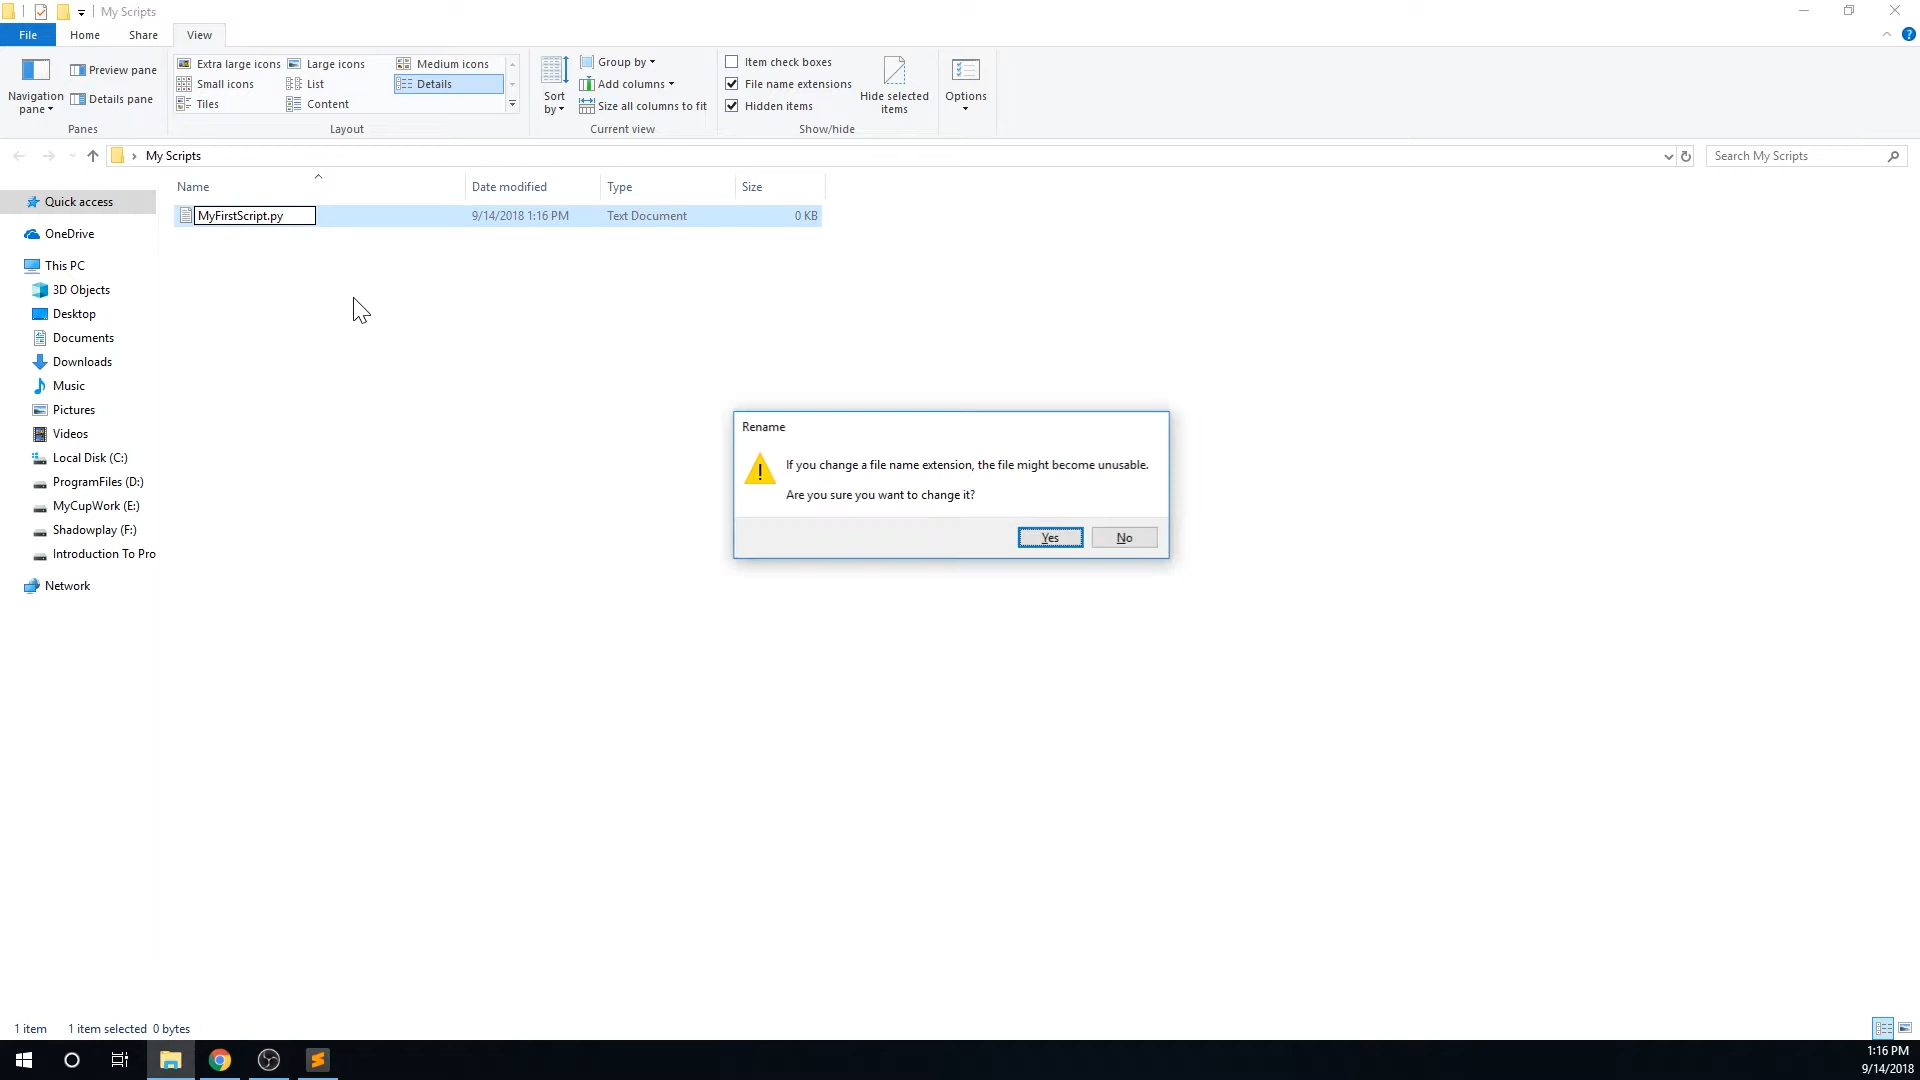 My Scripts
File Home Share View
Navigation pane
Preview pane
Details pane
Panes
Extra large icons Large icons Medium icons
Small icons List Details
Tiles Content
Layout
Sort by
Group by
Add columns
Size all columns to fit
Current view
Item check boxes
File name extensions
Hidden items
Hide selected items
Show/hide
Options
My Scripts
Search My Scripts
Name Date modified Type Size
MyFirstScript.py 9/14/2018 1:16 PM Text Document 0 KB
Quick access
OneDrive
This PC
3D Objects
Desktop
Documents
Downloads
Music
Pictures
Videos
Local Disk (C:)
ProgramFiles (D:)
MyCupWork (E:)
Shadowplay (F:)
Introduction To Pro
Network
Rename
If you change a file name extension, the file might become unusable.
Are you sure you want to change it?
Yes No
1 item 1 item selected 0 bytes
1:16 PM
9/14/2018